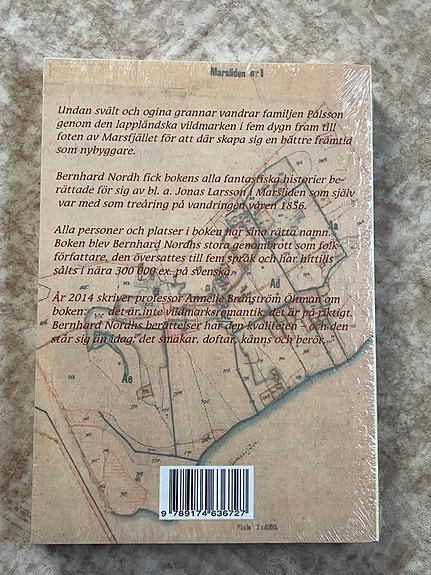 Marsliden nr 1
Undan svält och ogina grannar vandrar familjen Pålsson
genom den lappländska vildmarken i fem dygn fram till
foten av Marsfjället för att där skapa sig en bättre framtid
som nybyggare.
Bernhard Nordh fick bokens alla fantastiska historier be-
rättade för sig av bl. a. Jonas Larsson i Marsliden som själv
var med som treåring på vandringen våren 1856.
Alla personer och platser i boken har sina rätta namn.
Boken blev Bernhard Nordhs stora genombrott som folk-
författare, den översattes till fem språk och har hittills
sålts i nära 300 000 ex. på svenska.
År 2014 skriver professor Annelie Bränström Öhman om
boken: det är inte vildmarksromantik, det är på riktigt.
Bernhard Nordhs berättelser har den kvaliteten och den
står sig än idag; det smakar, doftar, känns och berör.
Ad
Ae
9 789174 636727
1:4000